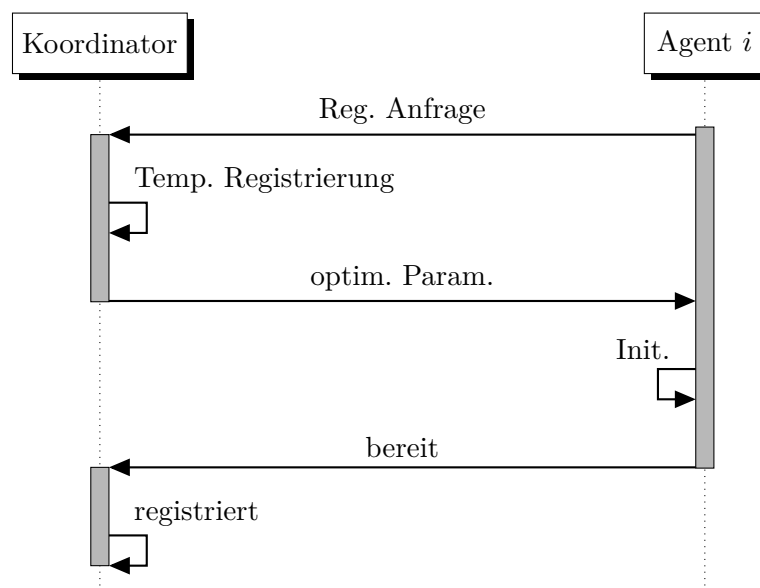 Koordinator
Agent i
Reg. Anfrage
Temp. Registrierung
optim. Param.
Init.
bereit
registriert